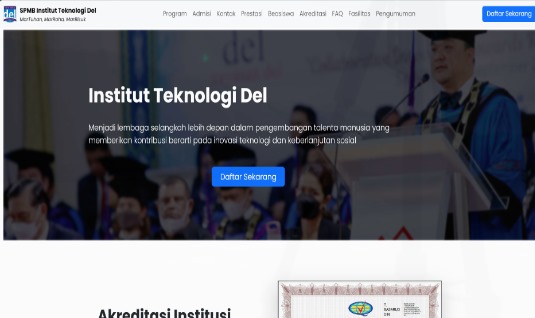 del
SPMB Institut Teknologi Del
MarTuhan, Marroha, Marbisuk
Program Admisi Kontak Prestasi Beasiswa Akreditasi FAQ Fasilitas Pengumuman
Daftar Sekarang
del
Institut Teknologi Del
Menjadi lembaga selangkah lebih depan dalam pengembangan talenta manusia yang
memberikan kontribusi berarti pada inovasi teknologi dan keberlanjutan sosial
Daftar Sekarang
Akreditasi Institusi